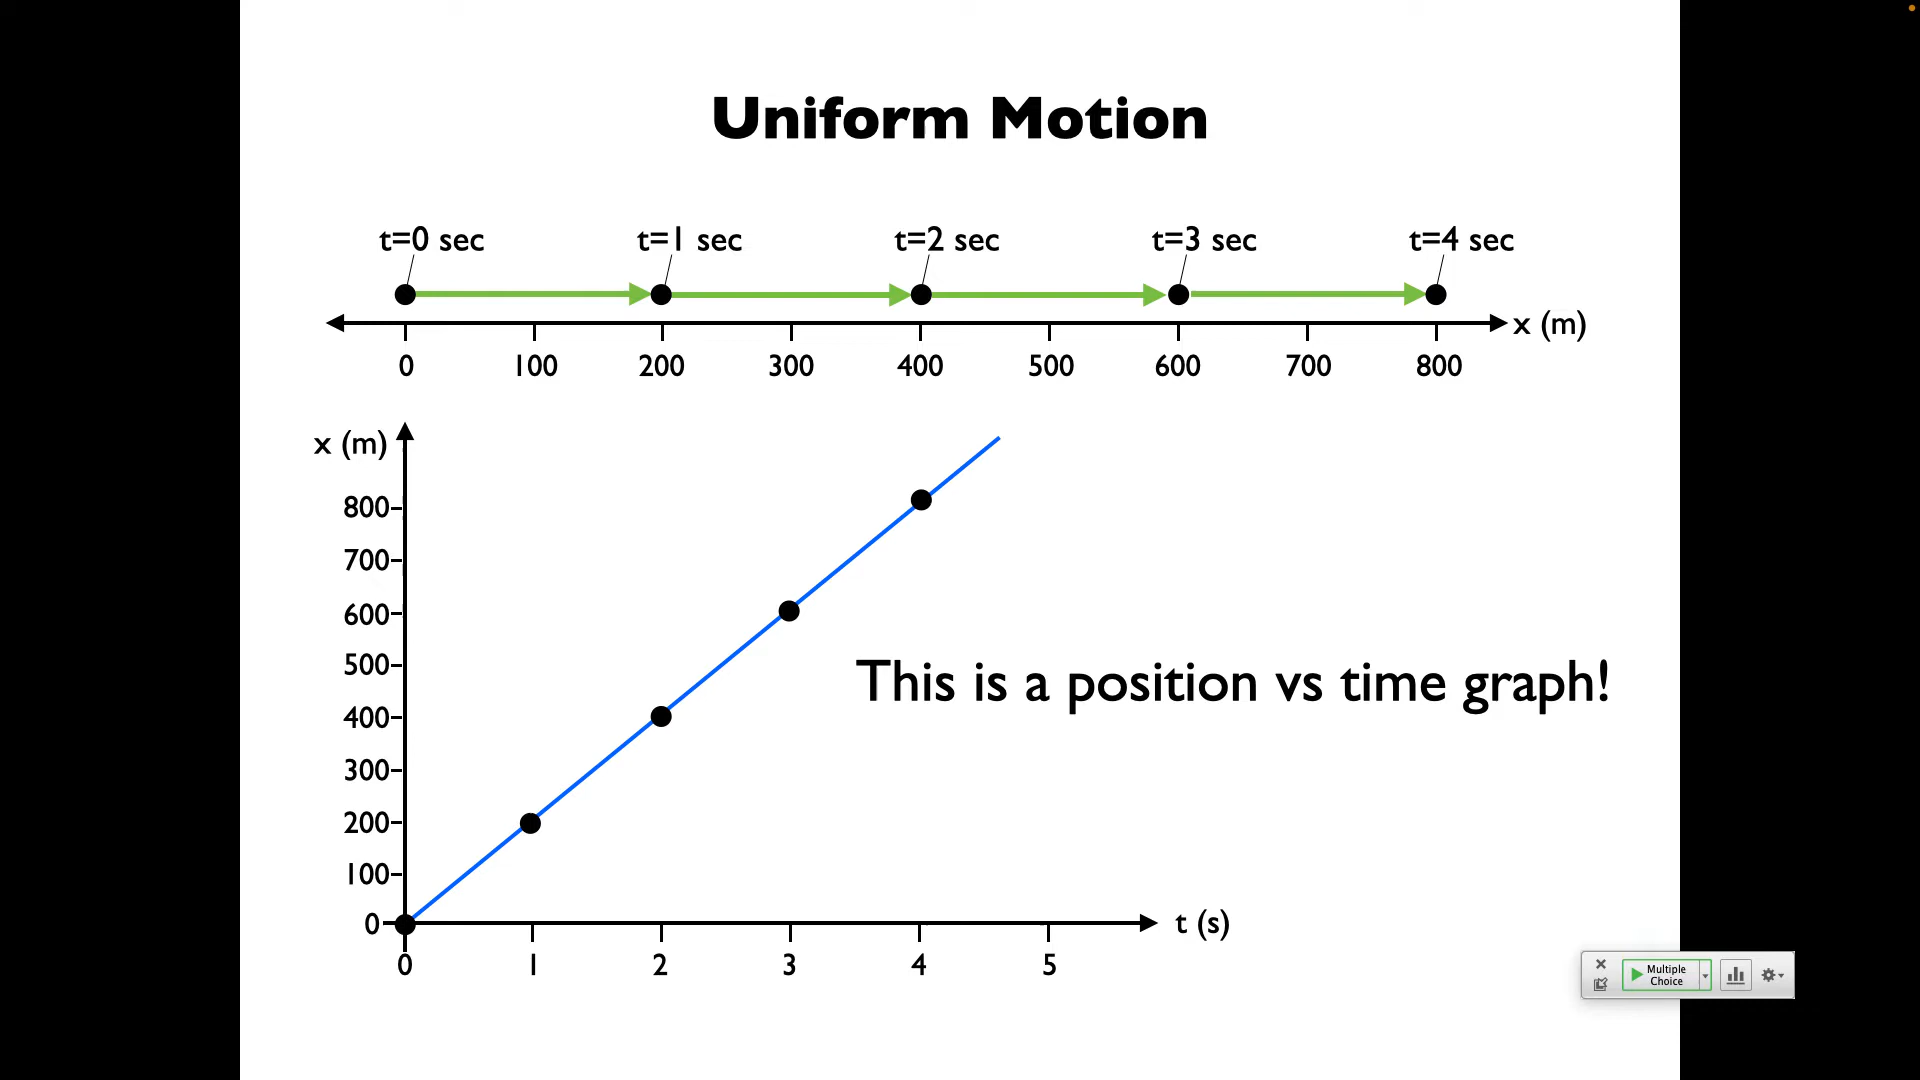 Uniform Motion
t=0 sec t=1 sec t=2 sec t=3 sec t=4 sec
x (m)
0 100 200 300 400 500 600 700 800
x (m)
800
700
600
500
400
300
200
100
0
This is a position vs time graph!
t (s)
0 1 2 3 4 5
Multiple
Choice